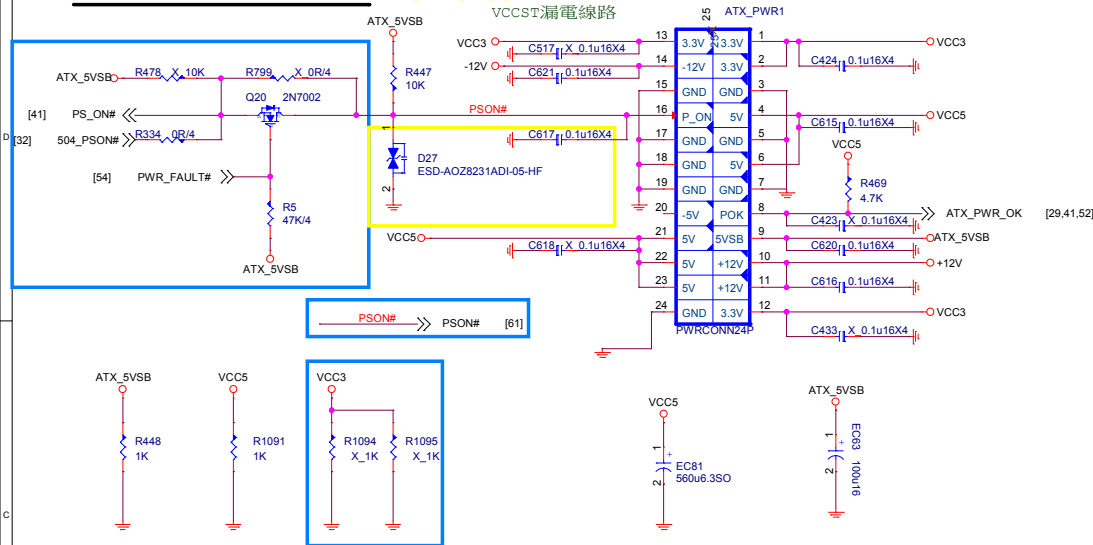 VCCST漏電線路
ATX_5VSB
25
ATX_PWR1
ATX_5VSB
R478
X_10K
R799
X_0R/4
R447
10K
Q20
2N7002
[41]
PS_ON#
[32]
504_PSON#
R334
0R/4
[54]
PWR_FAULT#
R5
47K/4
ATX_5VSB
D
PSON#
1
2
D27
ESD-AOZ8231ADI-05-HF
VCC3
C517
X_0.1u16X4
-12V
C621
0.1u16X4
C617
0.1u16X4
VCC5
C618
X_0.1u16X4
13
14
15
16
17
18
19
20
21
22
23
24
3.3V
3.3V
-12V
3.3V
GND
GND
P_ON
5V
GND
GND
GND
5V
GND
GND
-5V
POK
5V
5VSB
5V
+12V
5V
+12V
GND
3.3V
25
PWRCONN24P
1
2
3
4
5
6
7
8
9
10
11
12
VCC3
C424
0.1u16X4
VCC5
C615
0.1u16X4
VCC5
R469
4.7K
ATX_PWR_OK
[29,41,52]
C423
X_0.1u16X4
ATX_5VSB
C620
0.1u16X4
+12V
C616
0.1u16X4
VCC3
C433
X_0.1u16X4
PSON#
PSON#
[61]
ATX_5VSB
R448
1K
VCC5
R1091
1K
VCC3
R1094
X_1K
R1095
X_1K
VCC5
1
+
2
EC81
560u6.3SO
ATX_5VSB
1
+
2
EC63
100u16
C